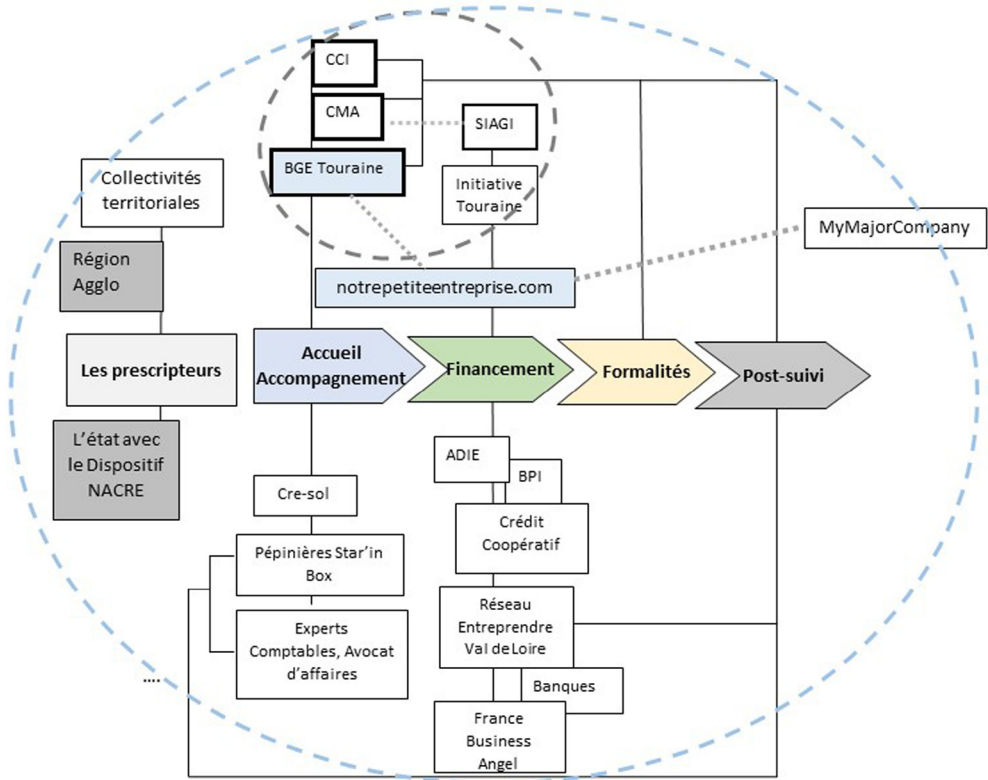 CCI
CMA
SIAGI
BGE Touraine
Initiative
Touraine
Collectivités
territoriales
MyMajorCompany
Région
Agglo
notrepetiteentreprise.com
Les prescripteurs
Accueil
Accompagnement
Financement
Formalités
Post-suivi
L'état avec
le Dispositif
NACRE
ADIE
BPI
Cre-sol
Crédit
Coopératif
Pépinières Star'in
Box
Réseau
Entreprendre
Val de Loire
Experts
Comptables, Avocat
d'affaires
....
Banques
France
Business
Angel